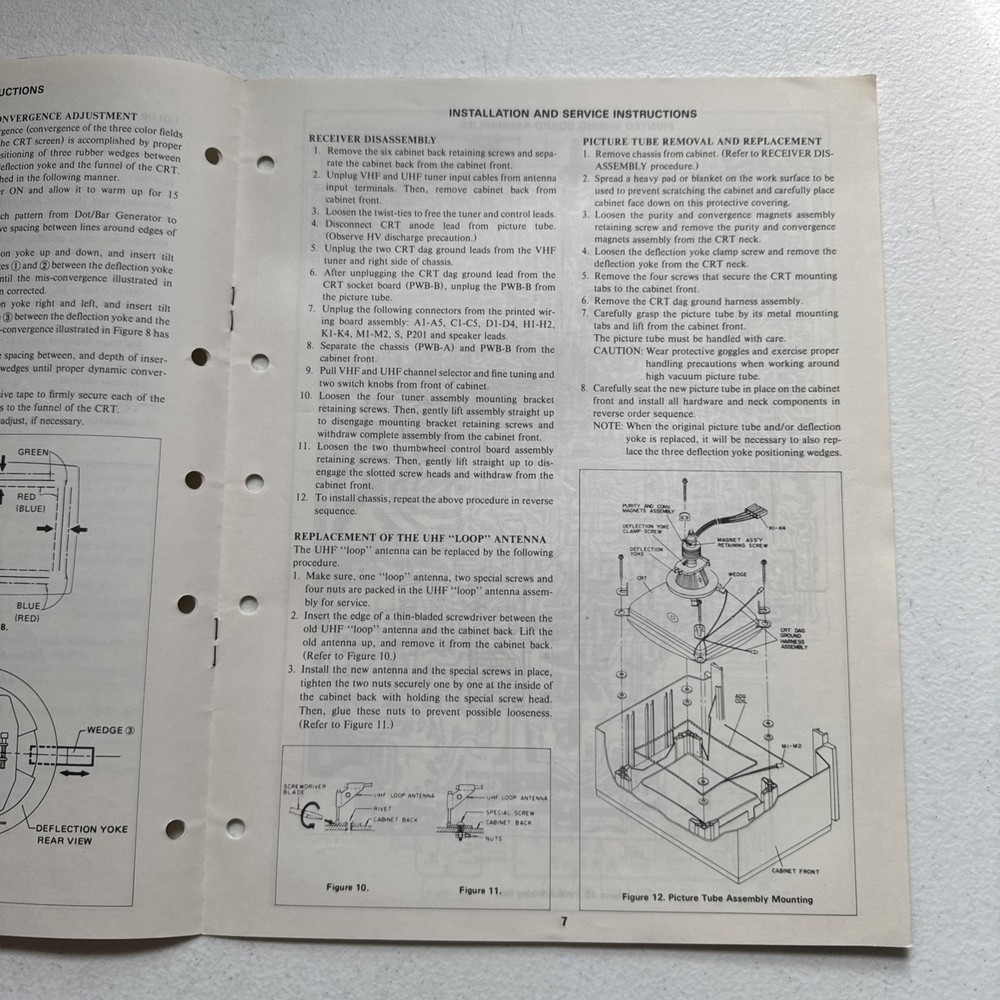 UCTIONS
NVERGENCE ADJUSTMENT
gence (convergence of the three color fields
he CRT screen) is accomplished by proper
sitioning of three rubber wedges between
eflection yoke and the funnel of the CRT.
hed in the following manner.
r ON and allow it to warm up for 15
ch pattern from Dot/Bar Generator to
ve spacing between lines around edges of
on yoke up and down, and insert tilt
es ① and ② between the deflection yoke
ntil the mis-convergence illustrated in
n corrected.
n yoke right and left, and insert tilt
③ between the deflection yoke and the
-convergence illustrated in Figure 8 has
spacing between, and depth of inser-
wedges until proper dynamic conver-
ive tape to firmly secure each of the
s to the funnel of the CRT.
adjust, if necessary.
GREEN
RED
(BLUE)
BLUE
(RED)
8.
WEDGE ③
DEFLECTION YOKE
REAR VIEW
INSTALLATION AND SERVICE INSTRUCTIONS
RECEIVER DISASSEMBLY
1. Remove the six cabinet back retaining screws and sepa-
rate the cabinet back from the cabinet front.
2. Unplug VHF and UHF tuner input cables from antenna
input terminals. Then, remove cabinet back from
cabinet front.
3. Loosen the twist-ties to free the tuner and control leads.
4. Disconnect CRT anode lead from picture tube.
(Observe HV discharge precaution.)
5. Unplug the two CRT dag ground leads from the VHF
tuner and right side of chassis.
6. After unplugging the CRT dag ground lead from the
CRT socket board (PWB-B), unplug the PWB-B from
the picture tube.
7. Unplug the following connectors from the printed wir-
ing board assembly: A1-A5, C1-C5, D1-D4, H1-H2,
K1-K4, M1-M2, S, P201 and speaker leads.
8. Separate the chassis (PWB-A) and PWB-B from the
cabinet front.
9. Pull VHF and UHF channel selector and fine tuning and
two switch knobs from front of cabinet.
10. Loosen the four tuner assembly mounting bracket
retaining screws. Then, gently lift assembly straight up
to disengage mounting bracket retaining screws and
withdraw complete assembly from the cabinet front.
11. Loosen the two thumbwheel control board assembly
retaining screws. Then, gently lift straight up to dis-
engage the slotted screw heads and withdraw from the
cabinet front.
12. To install chassis, repeat the above procedure in reverse
sequence.
REPLACEMENT OF THE UHF "LOOP" ANTENNA
The UHF "loop" antenna can be replaced by the following
procedure.
1. Make sure, one "loop" antenna, two special screws and
four nuts are packed in the UHF "loop" antenna assem-
bly for service.
2. Insert the edge of a thin-bladed screwdriver between the
old UHF "loop" antenna and the cabinet back. Lift the
old antenna up, and remove it from the cabinet back.
(Refer to Figure 10.)
3. Install the new antenna and the special screws in place,
tighten the two nuts securely one by one at the inside of
the cabinet back with holding the special screw head.
Then, glue these nuts to prevent possible looseness.
(Refer to Figure 11.)
SCREWDRIVER
BLADE
UHF LOOP ANTENNA
RIVET
CABINET BACK
Figure 10.
UHF LOOP ANTENNA
SPECIAL SCREW
CABINET BACK
NUTS
Figure 11.
PICTURE TUBE REMOVAL AND REPLACEMENT
1. Remove chassis from cabinet. (Refer to RECEIVER DIS-
ASSEMBLY procedure.)
2. Spread a heavy pad or blanket on the work surface to be
used to prevent scratching the cabinet and carefully place
cabinet face down on this protective covering.
3. Loosen the purity and convergence magnets assembly
retaining screw and remove the purity and convergence
magnets assembly from the CRT neck.
4. Loosen the deflection yoke clamp screw and remove the
deflection yoke from the CRT neck.
5. Remove the four screws that secure the CRT mounting
tabs to the cabinet front.
6. Remove the CRT dag ground harness assembly.
7. Carefully grasp the picture tube by its metal mounting
tabs and lift from the cabinet front.
The picture tube must be handled with care.
CAUTION: Wear protective goggles and exercise proper
handling precautions when working around
high vacuum picture tube.
8. Carefully seat the new picture tube in place on the cabinet
front and install all hardware and neck components in
reverse order sequence.
NOTE: When the original picture tube and/or deflection
yoke is replaced, it will be necessary to also rep-
lace the three deflection yoke positioning wedges.
PURITY AND CONV.
MAGNETS ASSEMBLY
DEFLECTION YOKE
CLAMP SCREW
DEFLECTION
YOKE
CRT
K1-K4
MAGNET ASS'Y
RETAINING SCREW
WEDGE
CRT DAG
GROUND
HARNESS
ASSEMBLY
ADG
COIL
M1-M2
CABINET FRONT
Figure 12. Picture Tube Assembly Mounting
7